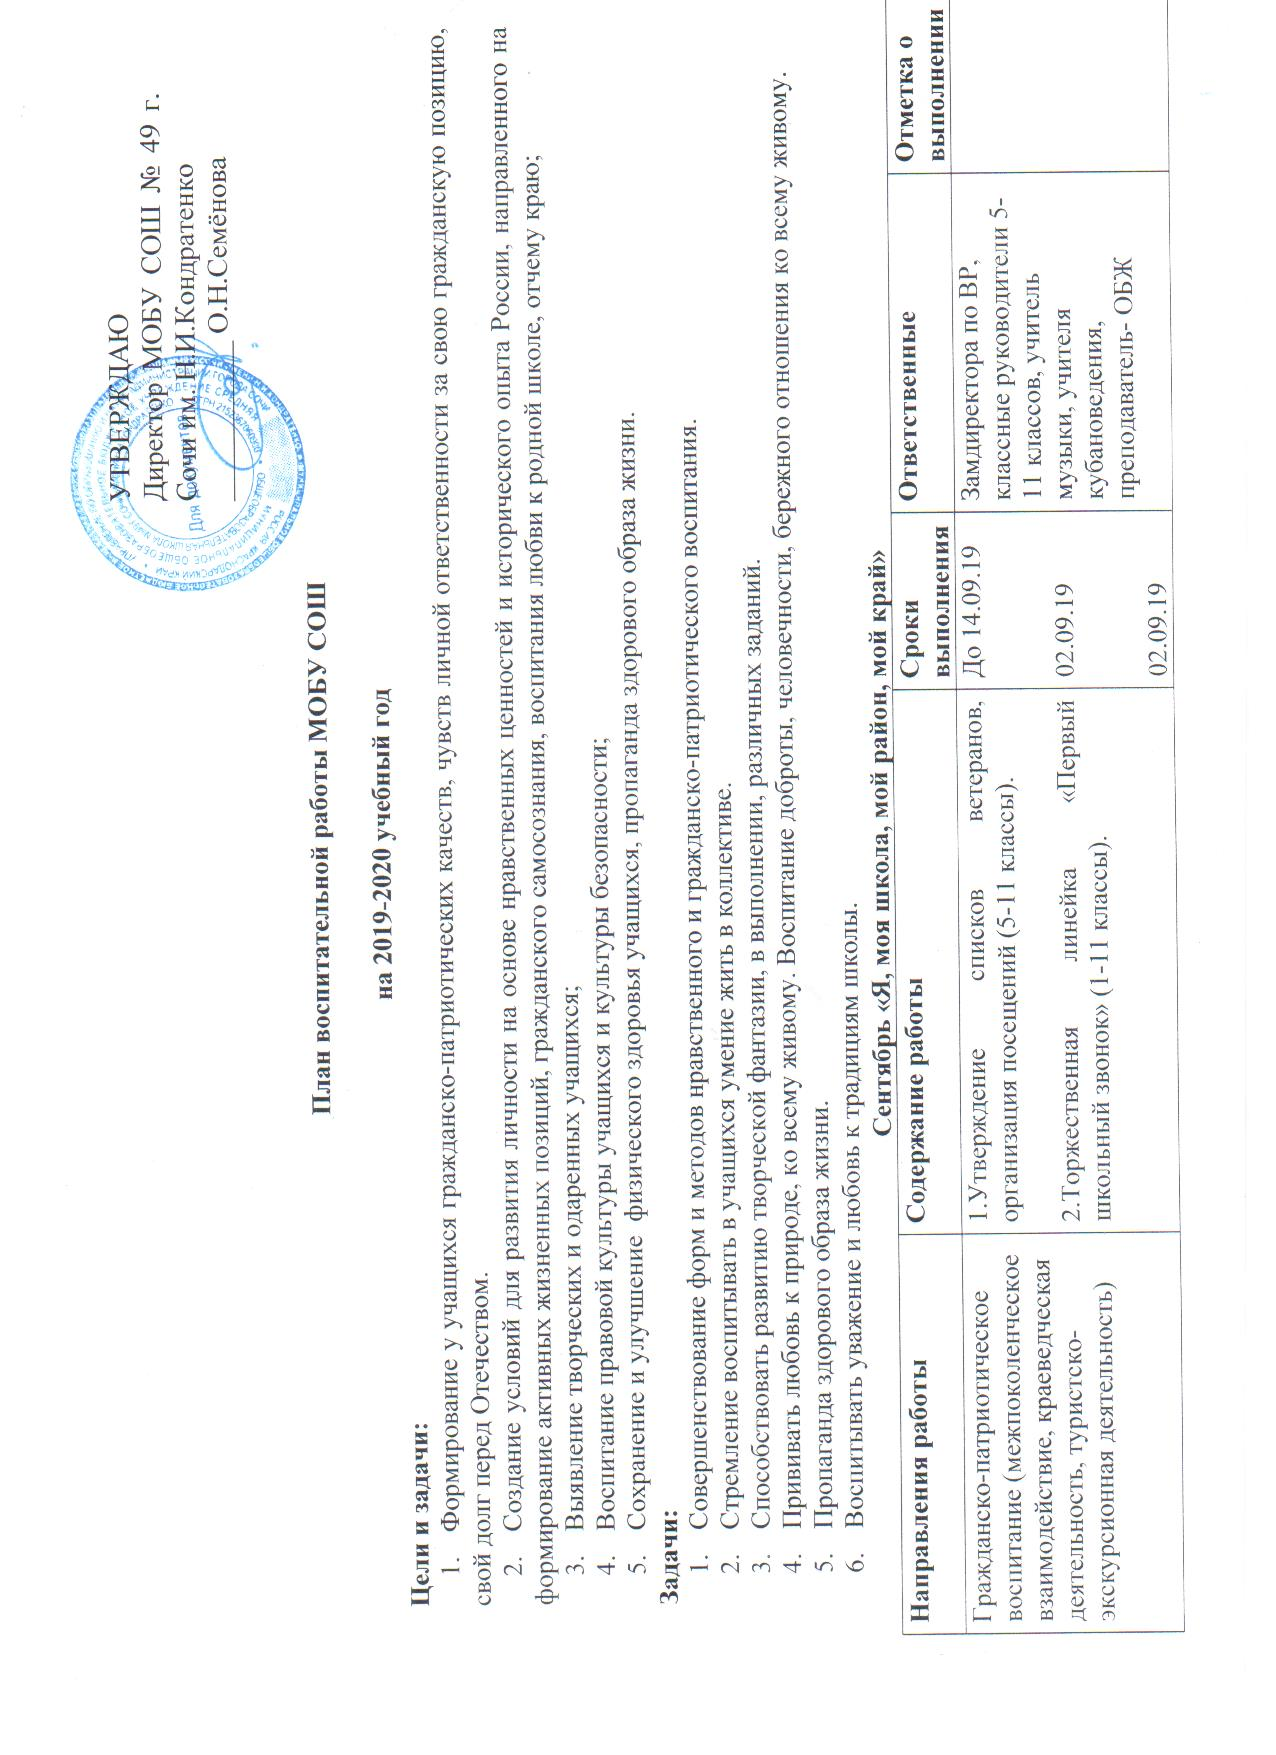 УТВЕРЖДАЮ
Директор МОБУ СОШ № 49 г.
Сочи им. Н.И.Кондратенко
О.Н.Семёнова
Для документов
План воспитательной работы МОБУ СОШ
на 2019-2020 учебный год
Цели и задачи:
1. Формирование у учащихся гражданско-патриотических качеств, чувств личной ответственности за свою гражданскую позицию,
свой долг перед Отечеством.
2. Создание условий для развития личности на основе нравственных ценностей и исторического опыта России, направленного на
формирование активных жизненных позиций, гражданского самосознания, воспитания любви к родной школе, отчему краю;
3. Выявление творческих и одаренных учащихся;
4. Воспитание правовой культуры учащихся и культуры безопасности;
5. Сохранение и улучшение физического здоровья учащихся, пропаганда здорового образа жизни.
Задачи:
1. Совершенствование форм и методов нравственного и гражданско-патриотического воспитания.
2. Стремление воспитывать в учащихся умение жить в коллективе.
3. Способствовать развитию творческой фантазии, в выполнении, различных заданий.
4. Прививать любовь к природе, ко всему живому. Воспитание доброты, человечности, бережного отношения ко всему живому.
5. Пропаганда здорового образа жизни.
6. Воспитывать уважение и любовь к традициям школы.
Сентябрь «Я, моя школа, мой район, мой край»
Направления работы
Содержание работы
Сроки
выполнения
Ответственные
Отметка о
выполнении
Гражданско-патриотическое
воспитание (межпоколенческое
взаимодействие, краеведческая
деятельность, туристско-
экскурсионная деятельность)
1.Утверждение списков ветеранов,
организация посещений (5-11 классы).
2.Торжественная линейка «Первый
школьный звонок» (1-11 классы).
До 14.09.19
02.09.19
02.09.19
Замдиректора по ВР,
классные руководители 5-
11 классов, учитель
музыки, учителя
кубановедения,
преподаватель- ОБЖ